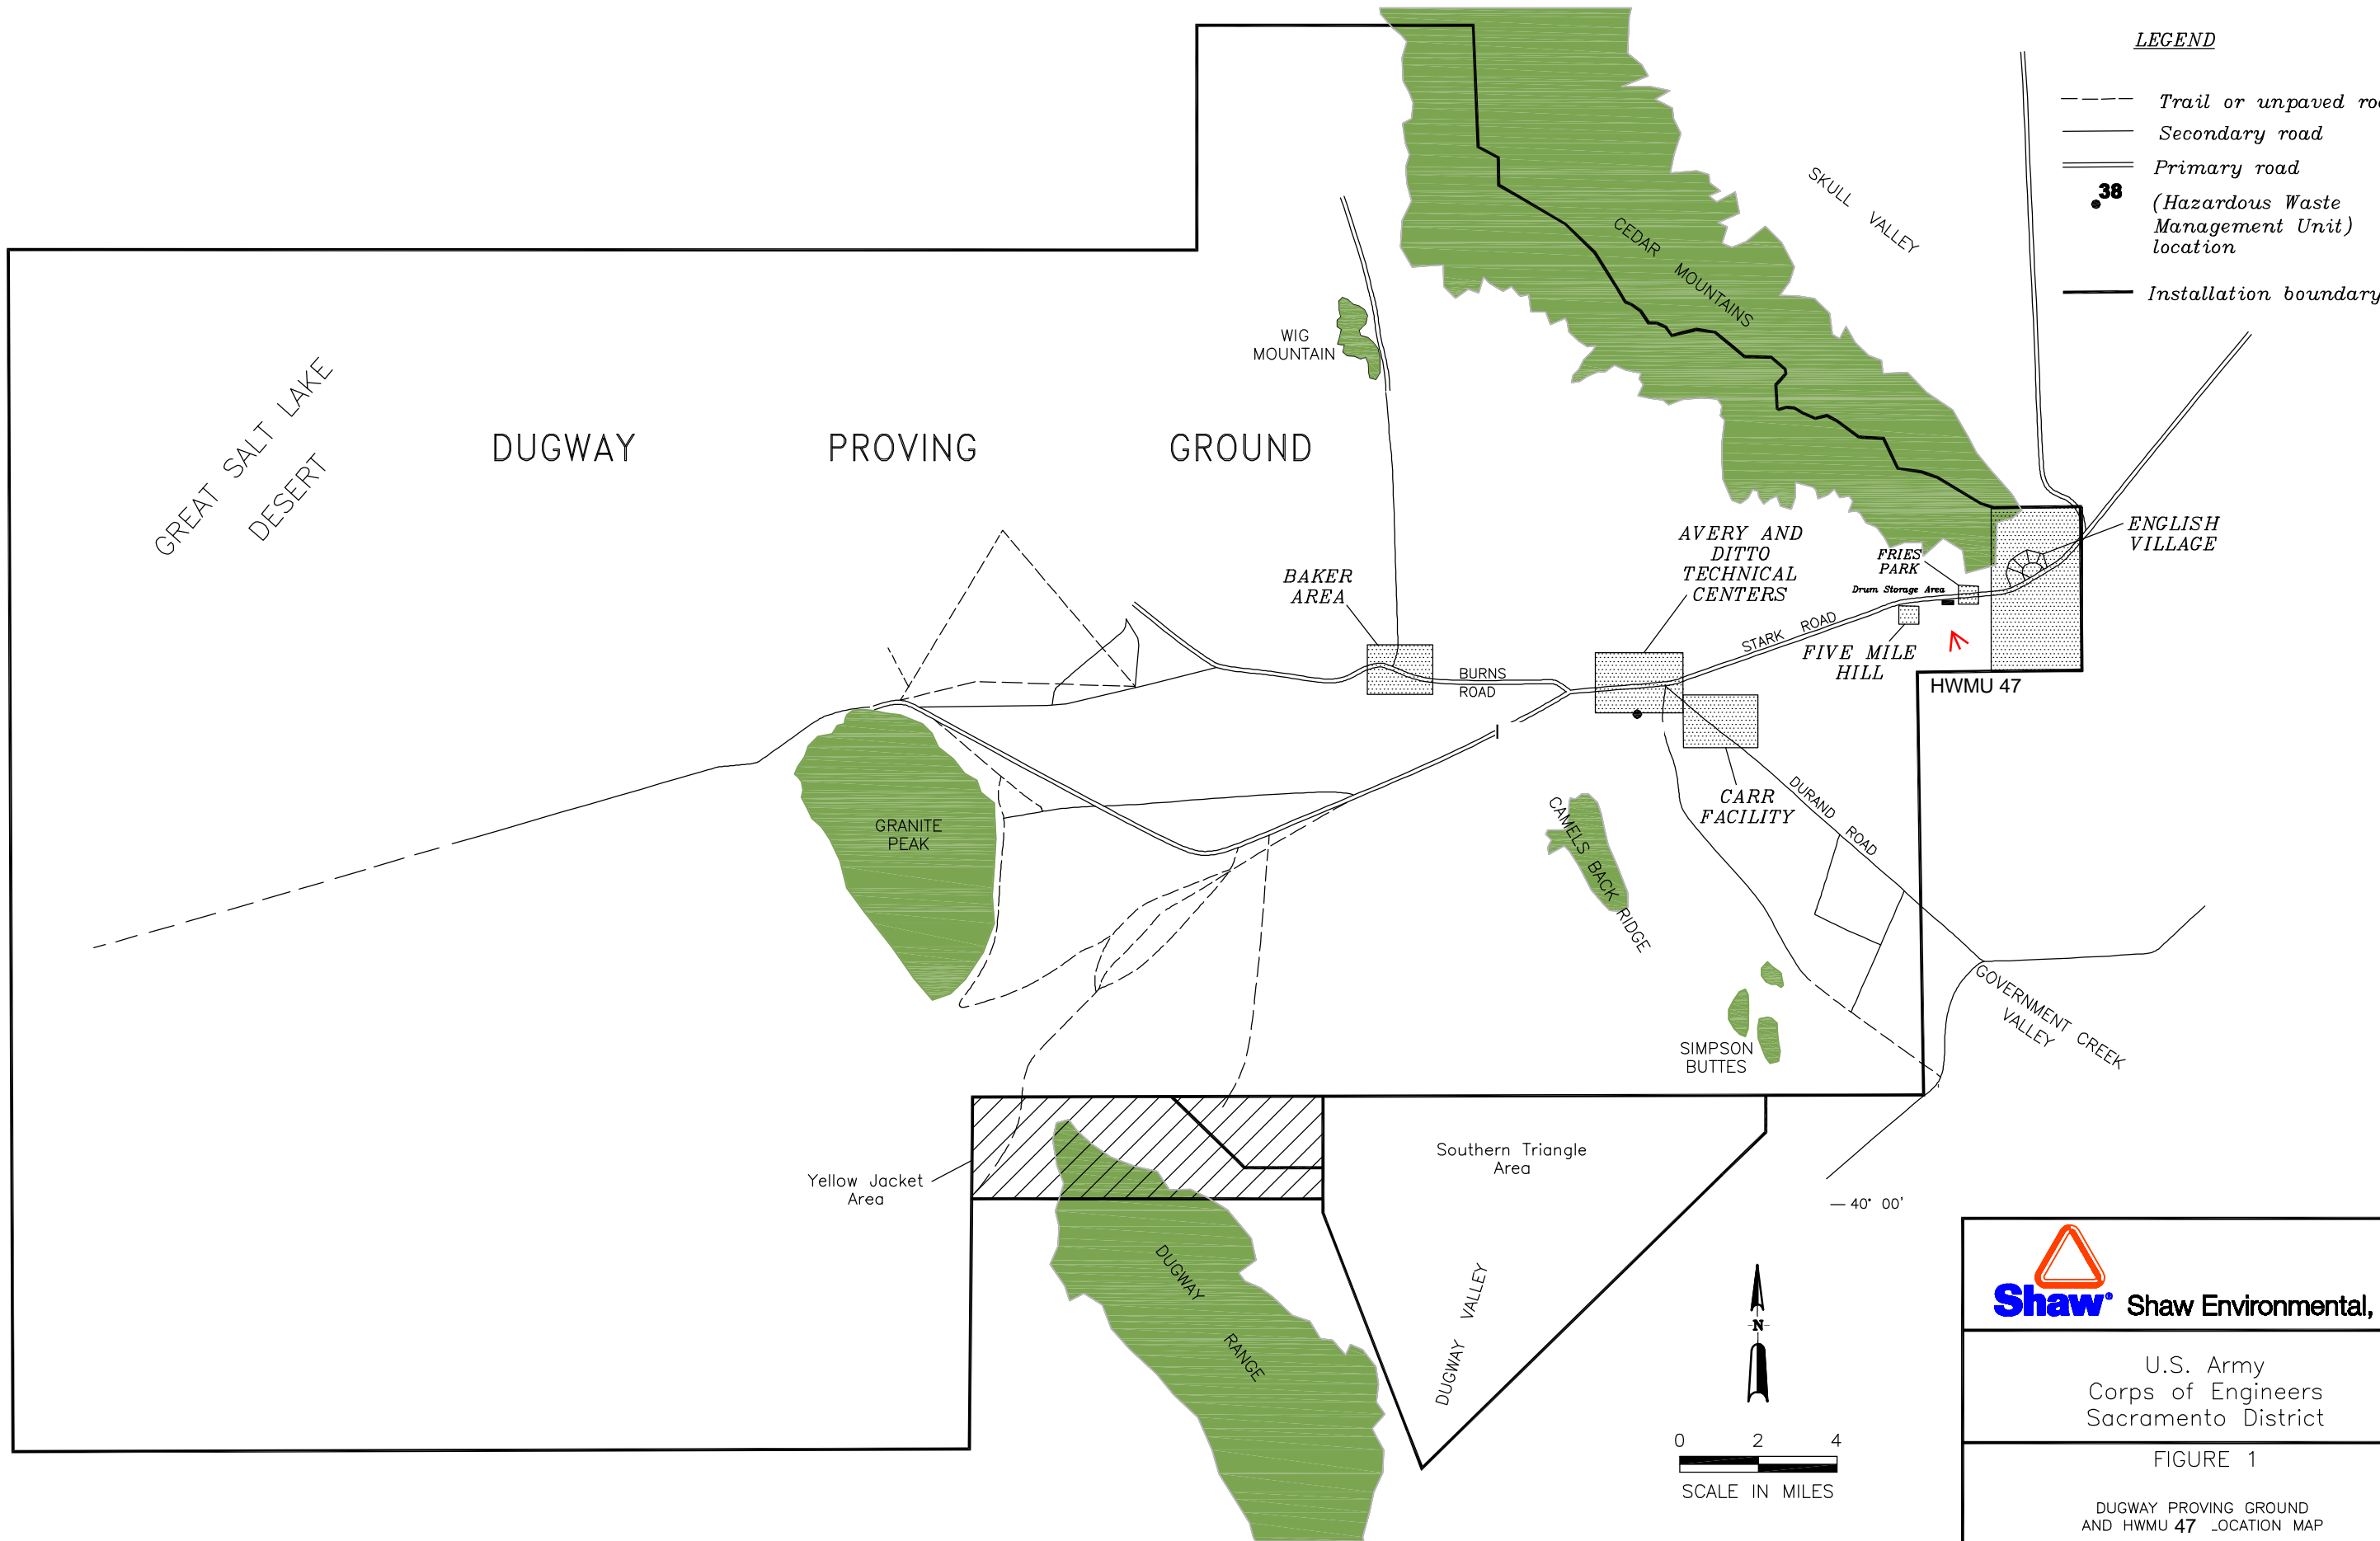 LEGEND
Trail or unpaved
Secondary road
Primary road
38
(Hazardous Waste
Management Unit)
location
Installation boundary
SKULL VALLEY
CEDAR MOUNTAINS
WIG
MOUNTAIN
GREAT SALT LAKE
DESERT
DUGWAY PROVING GROUND
ENGLISH
VILLAGE
AVERY AND
DITTO
TECHNICAL
CENTERS
FRIES
PARK
Drum Storage Area
BAKER
AREA
STARK ROAD
FIVE MILE
HILL
BURNS
ROAD
HWMU 47
CARR
FACILITY
DURAND ROAD
GRANITE
PEAK
CAMELS BACK RIDGE
GOVERNMENT CREEK
VALLEY
SIMPSON
BUTTES
Southern Triangle
Area
Yellow Jacket
Area
40° 00'
DUGWAY RANGE
DUGWAY VALLEY
N
0 2 4
SCALE IN MILES
Shaw® Shaw Environmental,
U.S. Army
Corps of Engineers
Sacramento District
FIGURE 1
DUGWAY PROVING GROUND
AND HWMU 47 OCATION MAP